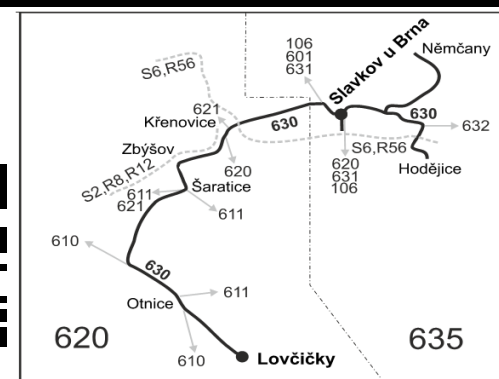 106
601
631
Slavkov u Brna
Němčany
S6,R56
621
Křenovice
630
630
632
Zbýšov
S6,R56
Hodějice
620
620
631
106
S2,R8,R12
Šaratice
611
621
611
610
630
611
Otnice
610
620
635
Lovčičky